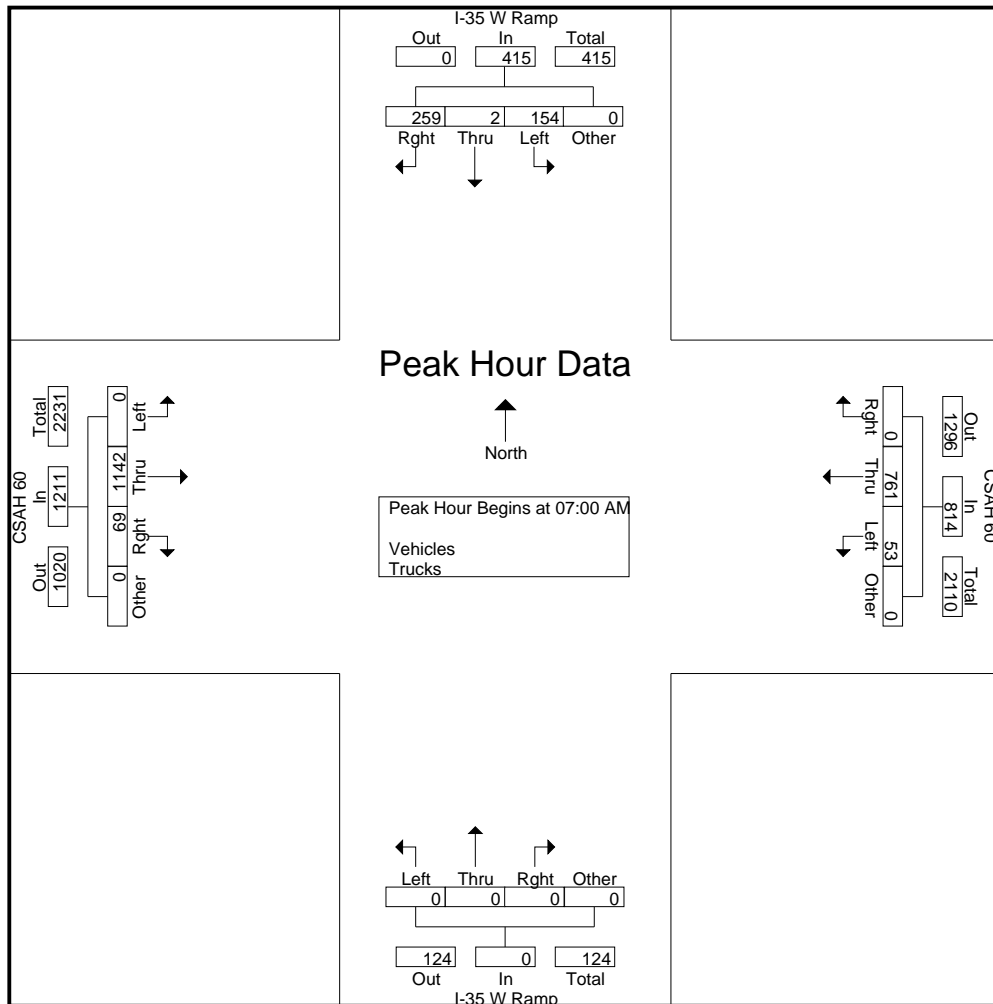 I-35 W Ramp
Out In Total
0 415 415
259 2 154 0
Rght Thru Left Other
Peak Hour Data
North
Peak Hour Begins at 07:00 AM
Vehicles
Trucks
CSAH 60
Total In Out
2231 1211 1020
0 1142 69 0
Left Thru Rght Other
CSAH 60
Out In Total
1296 814 2110
0 761 53 0
Rght Thru Left Other
Left Thru Rght Other
0 0 0 0
124 0 124
Out In Total
I-35 W Ramp